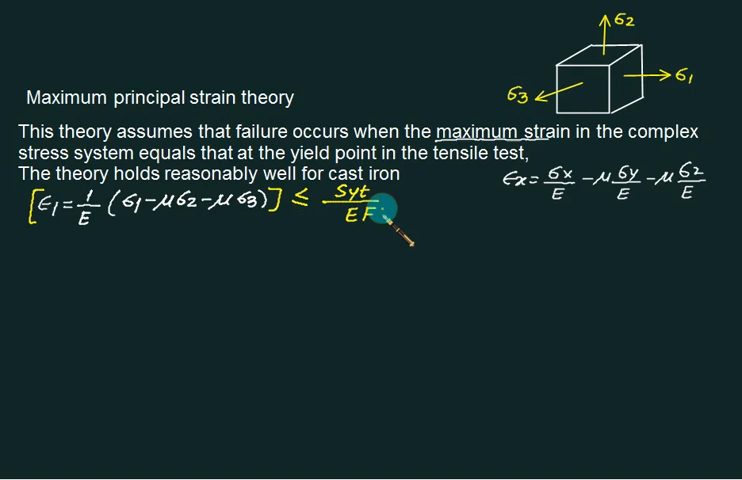 σ2
σ1
σ3
Maximum principal strain theory
This theory assumes that failure occurs when the maximum strain in the complex
stress system equals that at the yield point in the tensile test,
The theory holds reasonably well for cast iron
εx = σx/E - μ σy/E - μ σz/E
[ε1 = 1/E (σ1 - μσ2 - μσ3)] ≤ Syt/EF